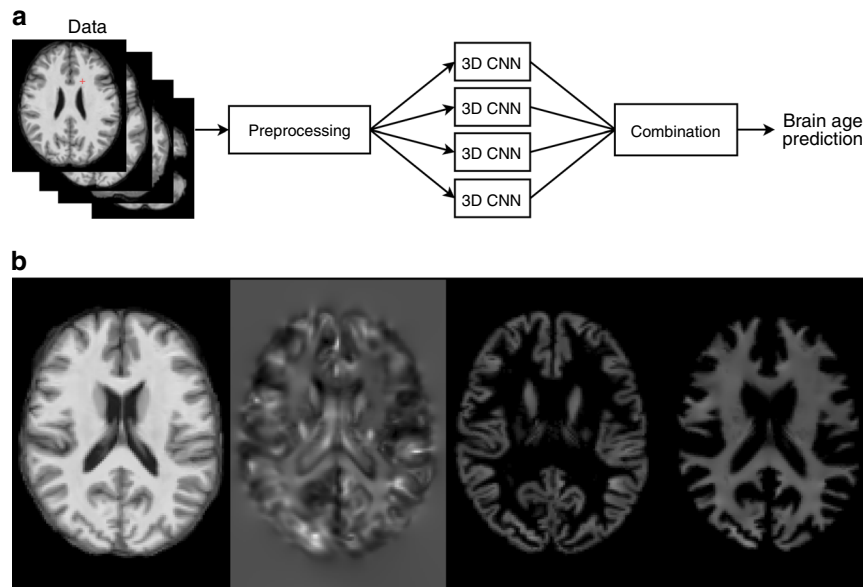 a
Data
Preprocessing
3D CNN
3D CNN
3D CNN
3D CNN
Combination
Brain age
prediction
b